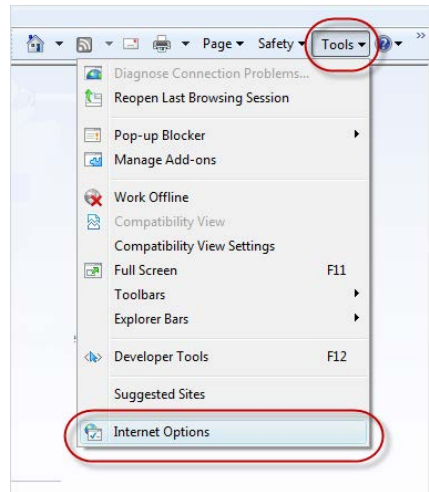 Page Safety Tools
Diagnose Connection Problems...
Reopen Last Browsing Session
Pop-up Blocker
Manage Add-ons
Work Offline
Compatibility View
Compatibility View Settings
Full Screen F11
Toolbars
Explorer Bars
Developer Tools F12
Suggested Sites
Internet Options